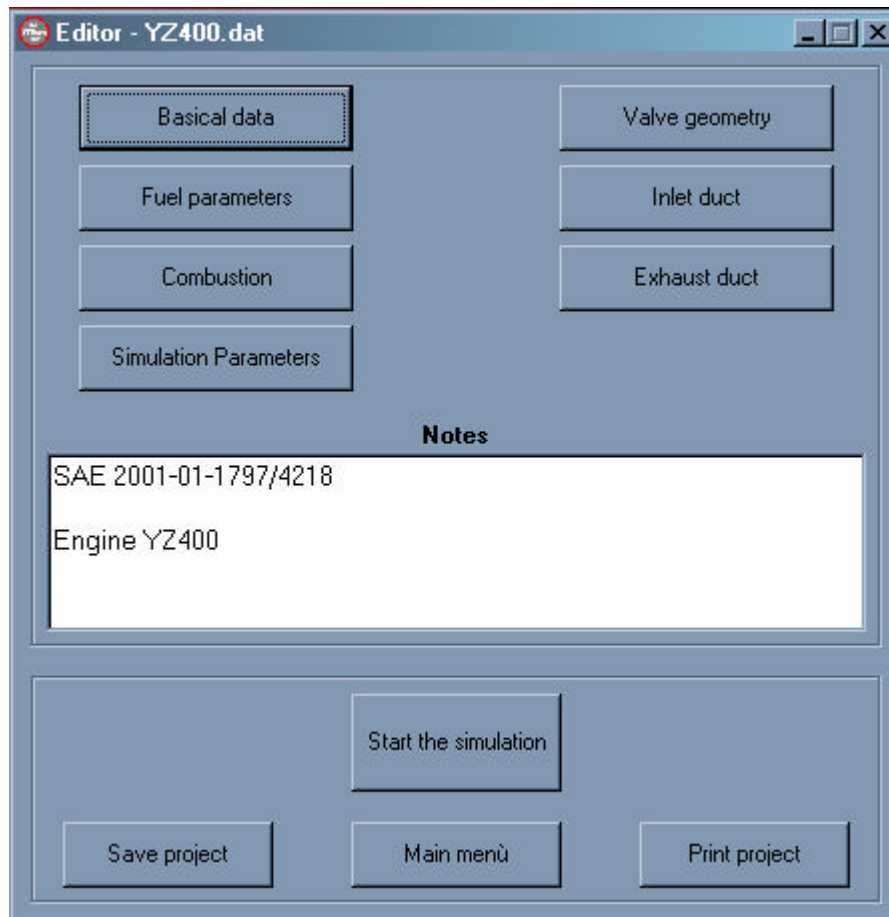 Editor - YZ400.dat
Basical data
Valve geometry
Fuel parameters
Inlet duct
Combustion
Exhaust duct
Simulation Parameters
Notes
SAE 2001-01-1797/4218
Engine YZ400
Start the simulation
Save project
Main menù
Print project